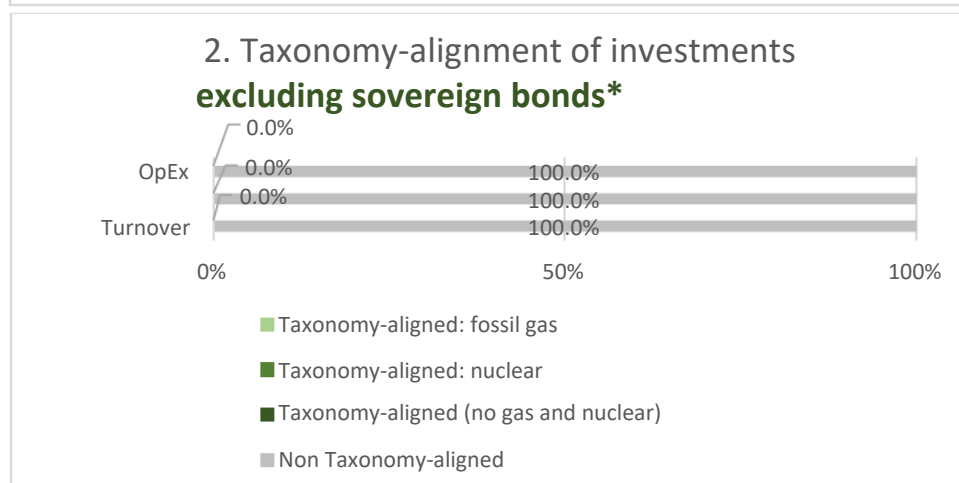 2. Taxonomy-alignment of investments
excluding sovereign bonds*
0.0%
OpEx
0.0%
100.0%
0.0%
100.0%
Turnover
100.0%
0%
50%
100%
Taxonomy-aligned: fossil gas
Taxonomy-aligned: nuclear
Taxonomy-aligned (no gas and nuclear)
Non Taxonomy-aligned